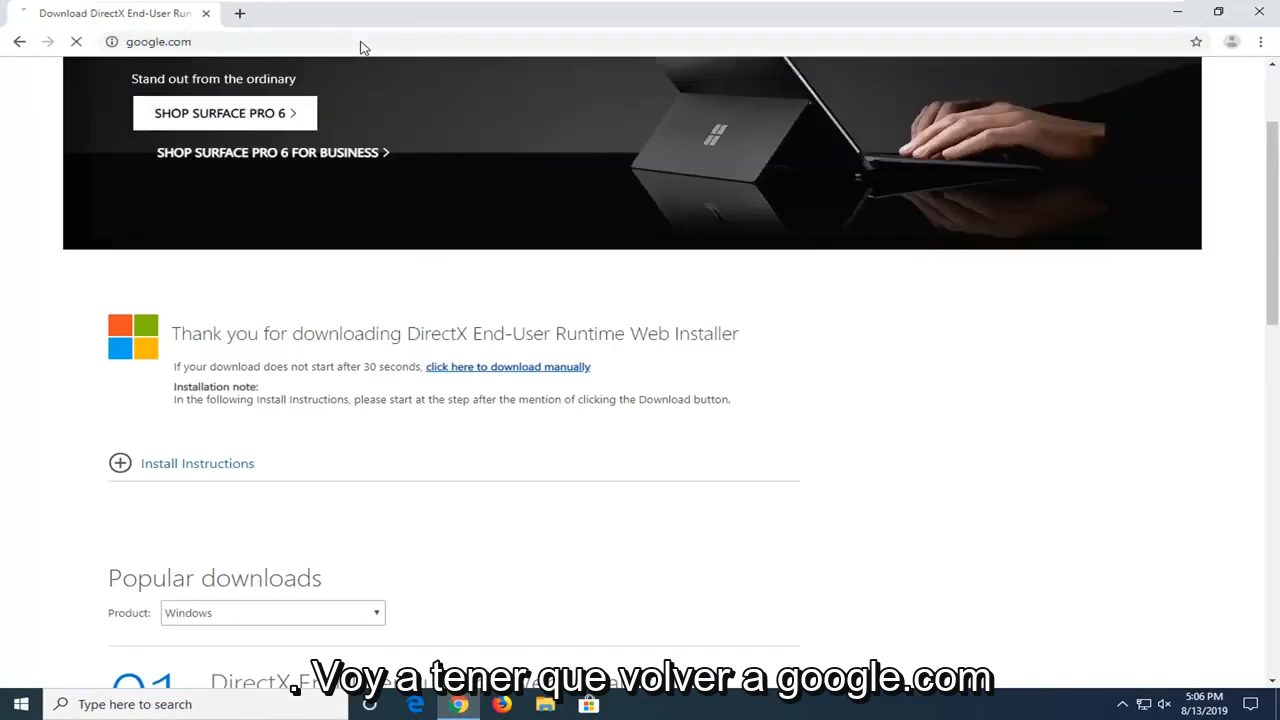 Download DirectX End-User Run
google.com
Stand out from the ordinary
SHOP SURFACE PRO 6 >
SHOP SURFACE PRO 6 FOR BUSINESS >
Thank you for downloading DirectX End-User Runtime Web Installer
If your download does not start after 30 seconds, click here to download manually
Installation note:
In the following Install Instructions, please start at the step after the mention of clicking the Download button.
Install Instructions
Popular downloads
Product: Windows
01 DirectX
. Voy a tener que volver a google.com
Type here to search
5:06 PM
8/13/2019